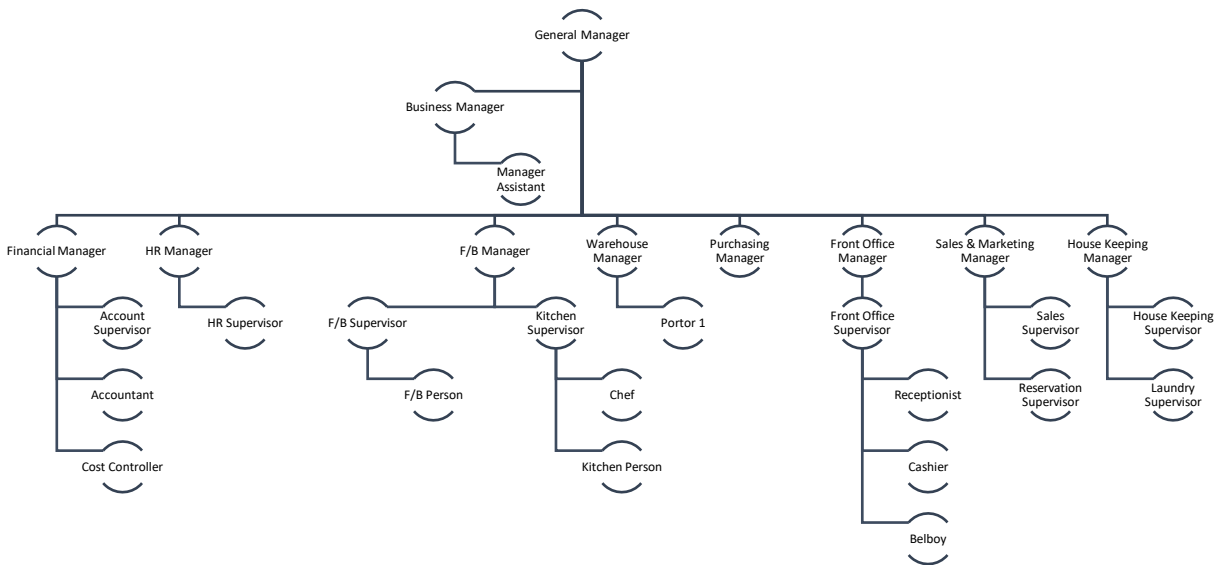 General Manager
Business Manager
Manager
Assistant
Financial Manager
HR Manager
F/B Manager
Warehouse
Manager
Purchasing
Manager
Front Office
Manager
Sales & Marketing
Manager
House Keeping
Manager
Account
Supervisor
HR Supervisor
F/B Supervisor
Kitchen
Supervisor
Portor 1
Front Office
Supervisor
Sales
Supervisor
House Keeping
Supervisor
Accountant
F/B Person
Chef
Receptionist
Reservation
Supervisor
Laundry
Supervisor
Cost Controller
Kitchen Person
Cashier
Belboy